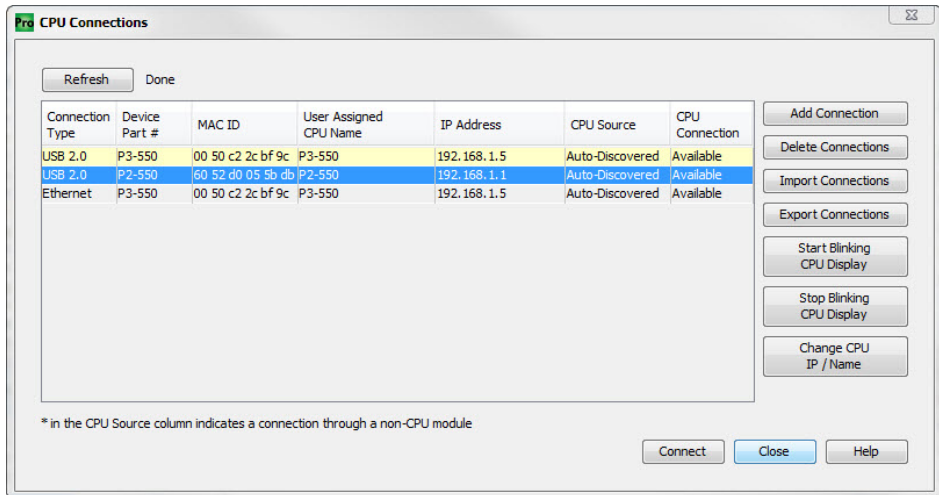 Pro CPU Connections
Refresh Done
Connection Type Device Part # MAC ID User Assigned CPU Name IP Address CPU Source CPU Connection
USB 2.0 P3-550 00 50 c2 2c bf 9c P3-550 192.168.1.5 Auto-Discovered Available
USB 2.0 P2-550 60 52 d0 05 5b db P2-550 192.168.1.1 Auto-Discovered Available
Ethernet P3-550 00 50 c2 2c bf 9c P3-550 192.168.1.5 Auto-Discovered Available
Add Connection
Delete Connections
Import Connections
Export Connections
Start Blinking
CPU Display
Stop Blinking
CPU Display
Change CPU
IP / Name
* in the CPU Source column indicates a connection through a non-CPU module
Connect Close Help